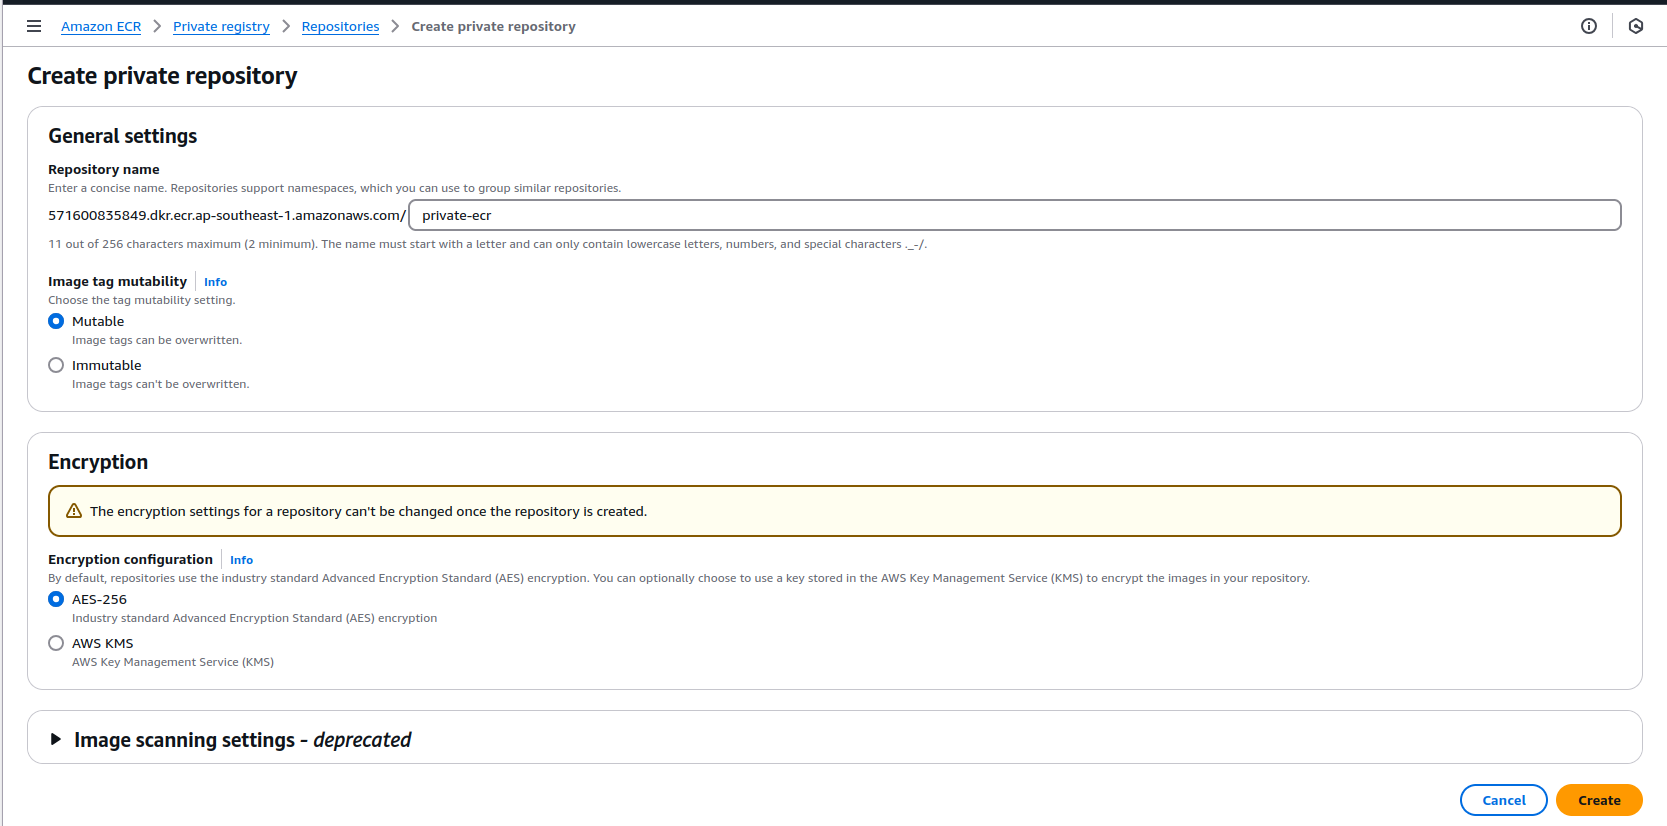 Amazon ECR > Private registry > Repositories > Create private repository
Create private repository
General settings
Repository name
Enter a concise name. Repositories support namespaces, which you can use to group similar repositories.
571600835849.dkr.ecr.ap-southeast-1.amazonaws.com/ private-ecr
11 out of 256 characters maximum (2 minimum). The name must start with a letter and can only contain lowercase letters, numbers, and special characters ._-/.
Image tag mutability Info
Choose the tag mutability setting.
Mutable
Image tags can be overwritten.
Immutable
Image tags can't be overwritten.
Encryption
The encryption settings for a repository can't be changed once the repository is created.
Encryption configuration Info
By default, repositories use the industry standard Advanced Encryption Standard (AES) encryption. You can optionally choose to use a key stored in the AWS Key Management Service (KMS) to encrypt the images in your repository.
AES-256
Industry standard Advanced Encryption Standard (AES) encryption
AWS KMS
AWS Key Management Service (KMS)
Image scanning settings - deprecated
Cancel Create